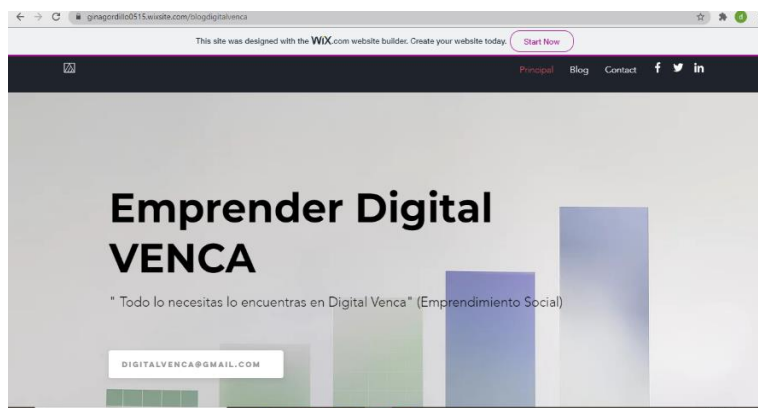 ginagordillo0515.wixsite.com/blogdigitalvenca
d
This site was designed with the WiX.com website builder. Create your website today. Start Now
Principal Blog Contact f in
Emprender Digital
VENCA
" Todo lo necesitas lo encuentras en Digital Venca" (Emprendimiento Social)
DIGITALVENCA@GMAIL.COM